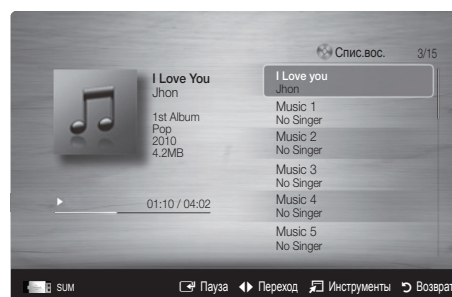 Спис.вос. 3/15
I Love You
Jhon
1st Album
Pop
2010
4.2MB
01:10 / 04:02
I Love you
Jhon
Music 1
No Singer
Music 2
No Singer
Music 3
No Singer
Music 4
No Singer
Music 5
No Singer
SUM Пауза Переход Инструменты Возврат